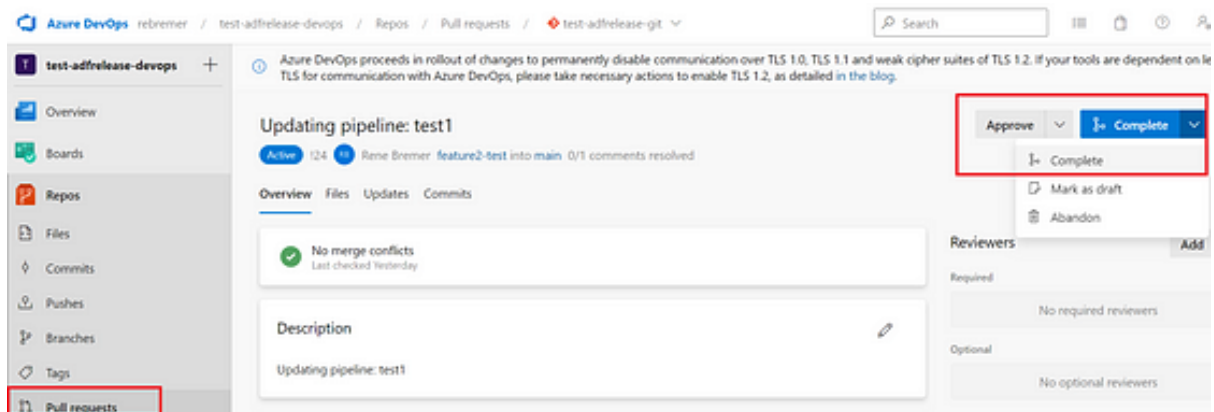 Azure DevOps rebremer / test-adfrelease-devops / Repos / Pull requests / test-adfrelease-git
Search
T test-adfrelease-devops +
Azure DevOps proceeds in rollout of changes to permanently disable communication over TLS 1.0, TLS 1.1 and weak cipher suites of TLS 1.2. If your tools are dependent on le
TLS for communication with Azure DevOps, please take necessary actions to enable TLS 1.2, as detailed in the blog.
Overview
Boards
Repos
Files
Commits
Pushes
Branches
Tags
Pull requests
Updating pipeline: test1
Active !24 RB Rene Bremer feature2-test into main 0/1 comments resolved
Overview Files Updates Commits
Approve Complete
Complete
Mark as draft
Abandon
No merge conflicts
Last checked Yesterday
Description
Updating pipeline: test1
Reviewers Add
Required
No required reviewers
Optional
No optional reviewers